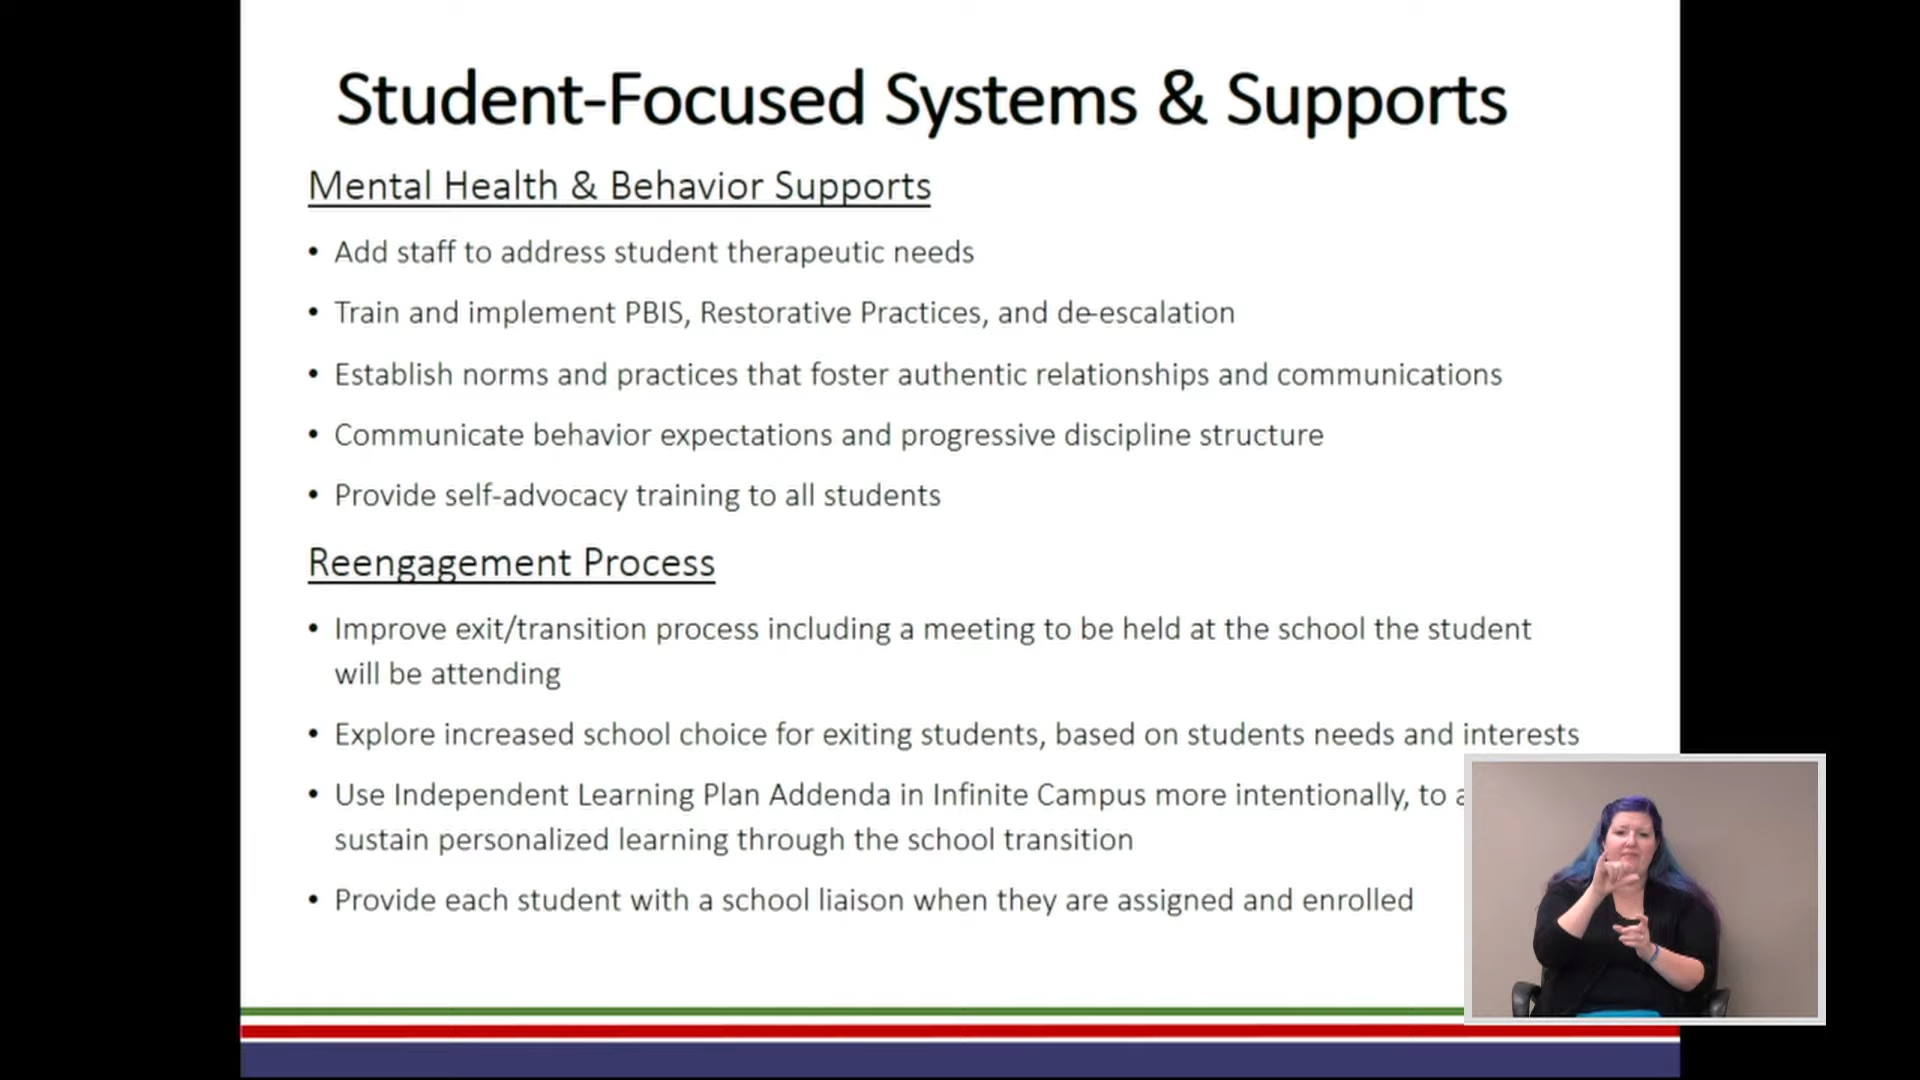 Student-Focused Systems & Supports
Mental Health & Behavior Supports
• Add staff to address student therapeutic needs
• Train and implement PBIS, Restorative Practices, and de-escalation
• Establish norms and practices that foster authentic relationships and communications
• Communicate behavior expectations and progressive discipline structure
• Provide self-advocacy training to all students
Reengagement Process
• Improve exit/transition process including a meeting to be held at the school the student
will be attending
• Explore increased school choice for exiting students, based on students needs and interests
• Use Independent Learning Plan Addenda in Infinite Campus more intentionally, to
sustain personalized learning through the school transition
• Provide each student with a school liaison when they are assigned and enrolled